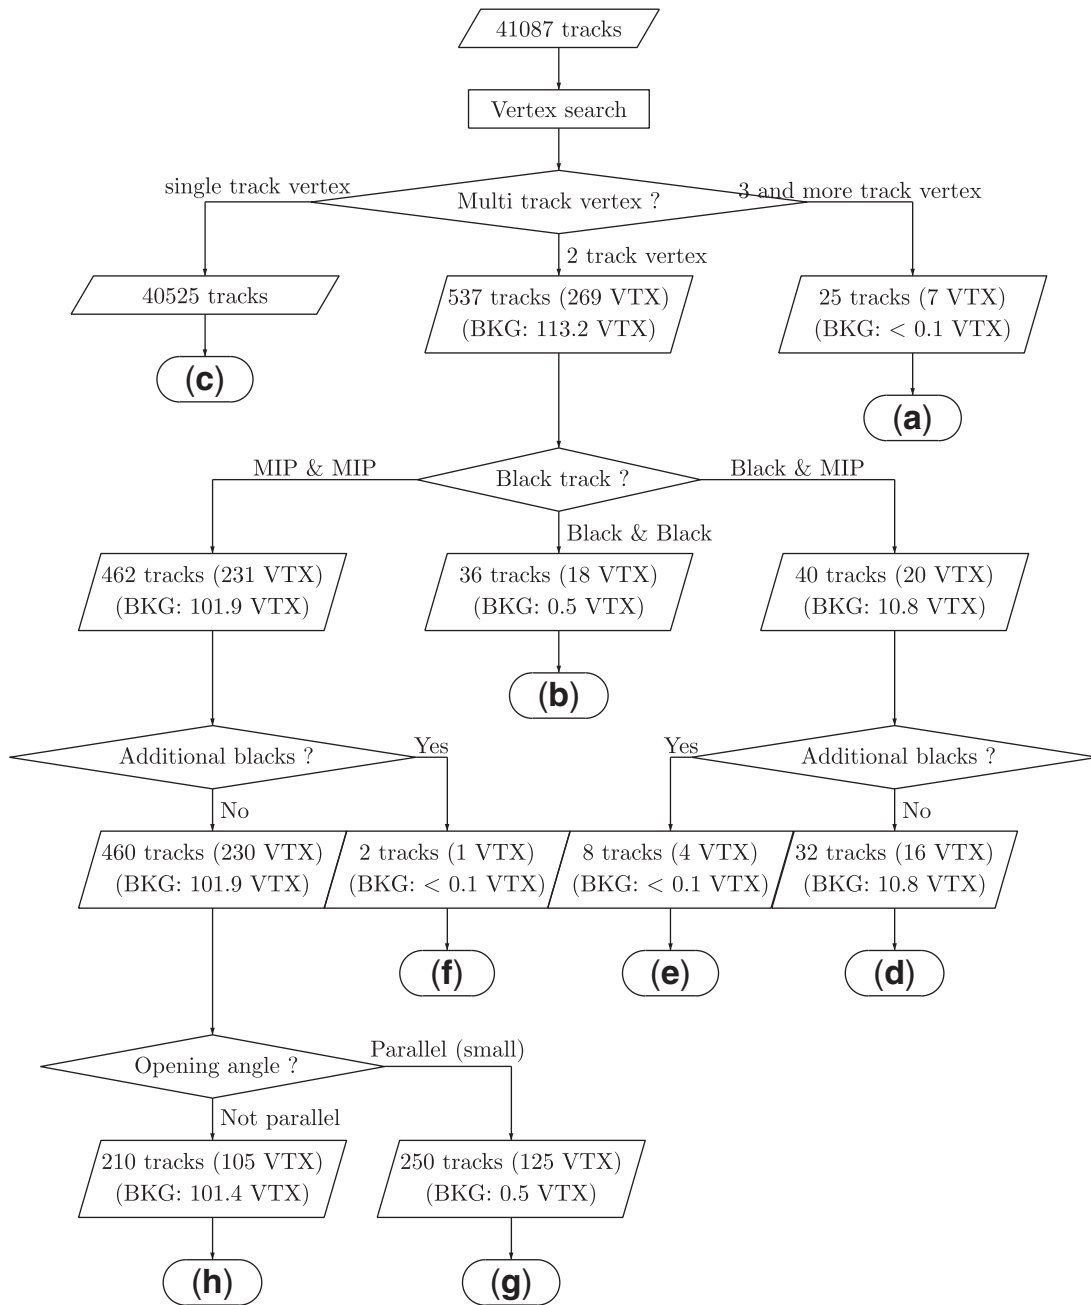 41087 tracks
Vertex search
single track vertex
Multi track vertex ?
3 and more track vertex
2 track vertex
40525 tracks
537 tracks (269 VTX)
(BKG: 113.2 VTX)
25 tracks (7 VTX)
(BKG: < 0.1 VTX)
(c)
(a)
MIP & MIP
Black track ?
Black & MIP
Black & Black
462 tracks (231 VTX)
(BKG: 101.9 VTX)
36 tracks (18 VTX)
(BKG: 0.5 VTX)
40 tracks (20 VTX)
(BKG: 10.8 VTX)
(b)
Additional blacks ?
Yes
Yes
Additional blacks ?
No
No
460 tracks (230 VTX)
(BKG: 101.9 VTX)
2 tracks (1 VTX)
(BKG: < 0.1 VTX)
8 tracks (4 VTX)
(BKG: < 0.1 VTX)
32 tracks (16 VTX)
(BKG: 10.8 VTX)
(f)
(e)
(d)
Opening angle ?
Parallel (small)
Not parallel
210 tracks (105 VTX)
(BKG: 101.4 VTX)
250 tracks (125 VTX)
(BKG: 0.5 VTX)
(h)
(g)